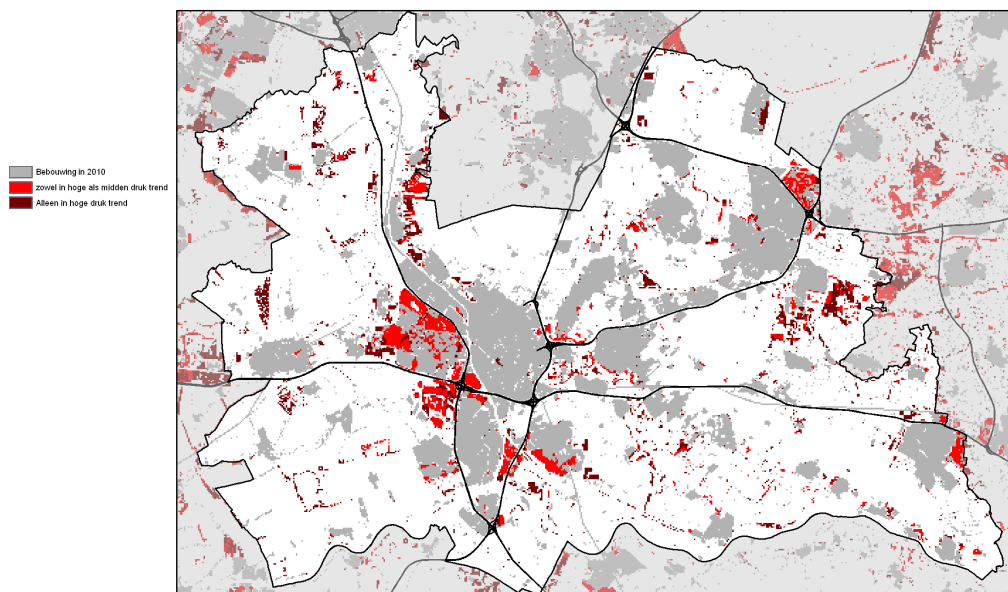 Bebouwing in 2010
zowel in hoge als midden druk trend
Alleen in hoge druk trend